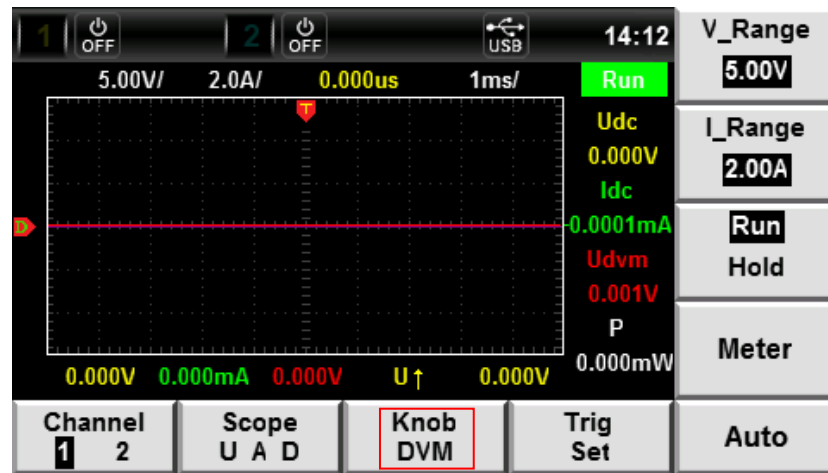 1 OFF 2 OFF USB 14:12
V_Range
5.00V
5.00V/ 2.0A/ 0.000us 1ms/ Run
T
I_Range
2.00A
Udc
0.000V
Idc
D
-0.0001mA
Run
Hold
Udvm
0.001V
P
0.000mW
Meter
0.000V 0.000mA 0.000V U↑ 0.000V
Channel
1 2
Scope
U A D
Knob
DVM
Trig
Set
Auto